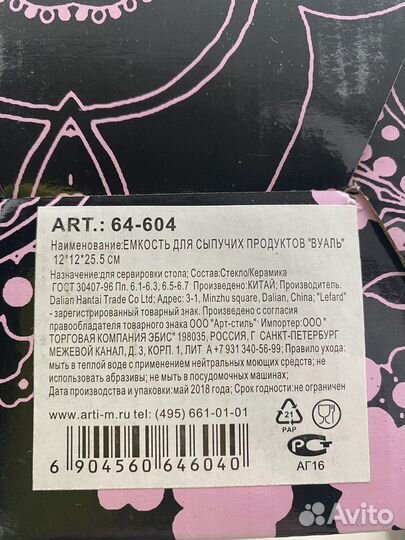 ART.: 64-604
Наименование:ЕМКОСТЬ ДЛЯ СЫПУЧИХ ПРОДУКТОВ "ВУАЛЬ"
12*12*25.5 СМ
Назначение:для сервировки стола; Состав:Стекло/Керамика
ГОСТ 30407-96 Пп. 6.1-6.3, 6.5-6.7 Произведено:КИТАЙ; Производитель.
Dalian Hantai Trade Co Ltd; Адрес: 3-1, Minzhu square, Dalian, China; "Lefard"
- зарегистрированный товарный знак. Произведено с согласия
правообладателя товарного знака ООО "Арт-стиль" Импортер:ООО "
ТОРГОВАЯ КОМПАНИЯ ЭБИС" 198035, РОССИЯ, Г САНКТ-ПЕТЕРБУРГ
МЕЖЕВОЙ КАНАЛ, Д 3, КОРП. 1, ЛИТ А +7 931 340-56-99; Правила ухода:
мыть в теплой воде с применением нейтральных моющих средств; не
применять абразивы; не мыть в посудомоечных машинах;
Дата производства и упаковки: май 2018 года; Срок годности:не ограничен
www.arti-m.ru тел: (495) 661-01-01
21
PAP
6 904560 646040
РСТ
АГ16
Avito